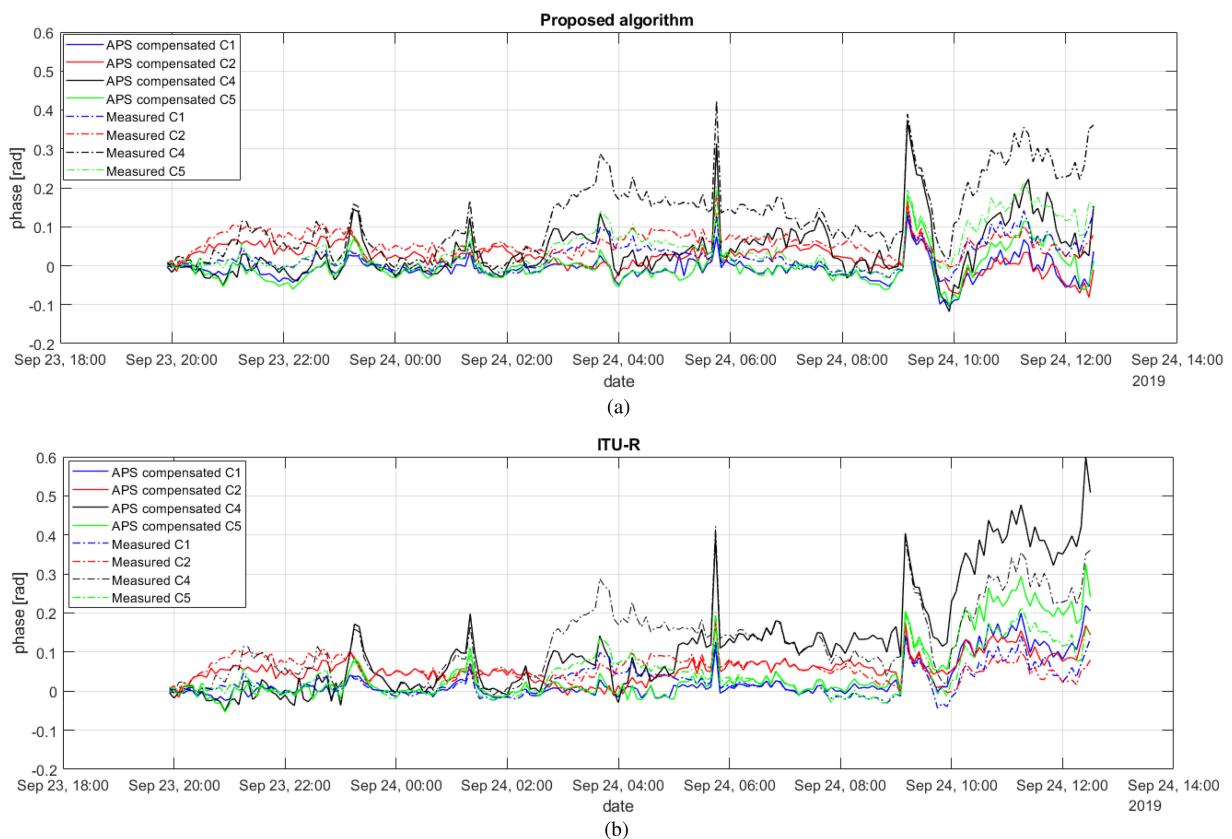 Proposed algorithm
0.6
0.5
0.4
0.3
0.2
0.1
0
-0.1
-0.2
phase [rad]
APS compensated C1
APS compensated C2
APS compensated C4
APS compensated C5
Measured C1
Measured C2
Measured C4
Measured C5
Sep 23, 18:00 Sep 23, 20:00 Sep 23, 22:00 Sep 24, 00:00 Sep 24, 02:00 Sep 24, 04:00 Sep 24, 06:00 Sep 24, 08:00 Sep 24, 10:00 Sep 24, 12:00 Sep 24, 14:00
date
2019
(a)
ITU-R
0.6
0.5
0.4
0.3
0.2
0.1
0
-0.1
-0.2
phase [rad]
APS compensated C1
APS compensated C2
APS compensated C4
APS compensated C5
Measured C1
Measured C2
Measured C4
Measured C5
Sep 23, 18:00 Sep 23, 20:00 Sep 23, 22:00 Sep 24, 00:00 Sep 24, 02:00 Sep 24, 04:00 Sep 24, 06:00 Sep 24, 08:00 Sep 24, 10:00 Sep 24, 12:00 Sep 24, 14:00
date
2019
(b)